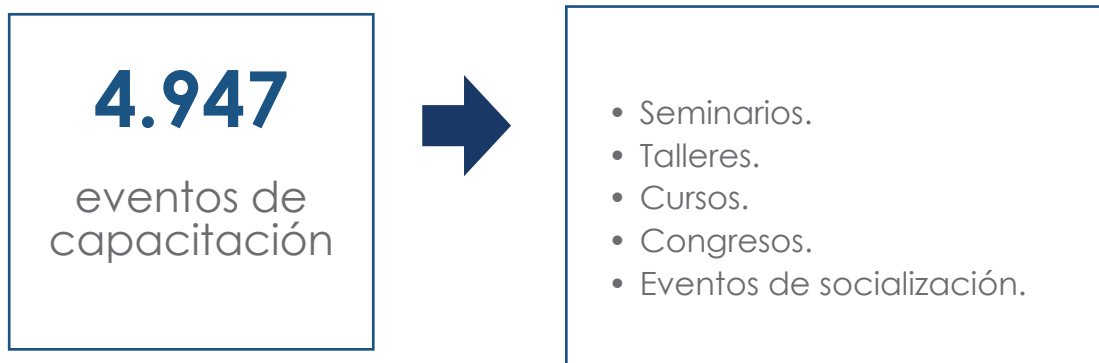 4.947
eventos de
capacitación
• Seminarios.
• Talleres.
• Cursos.
• Congresos.
• Eventos de socialización.